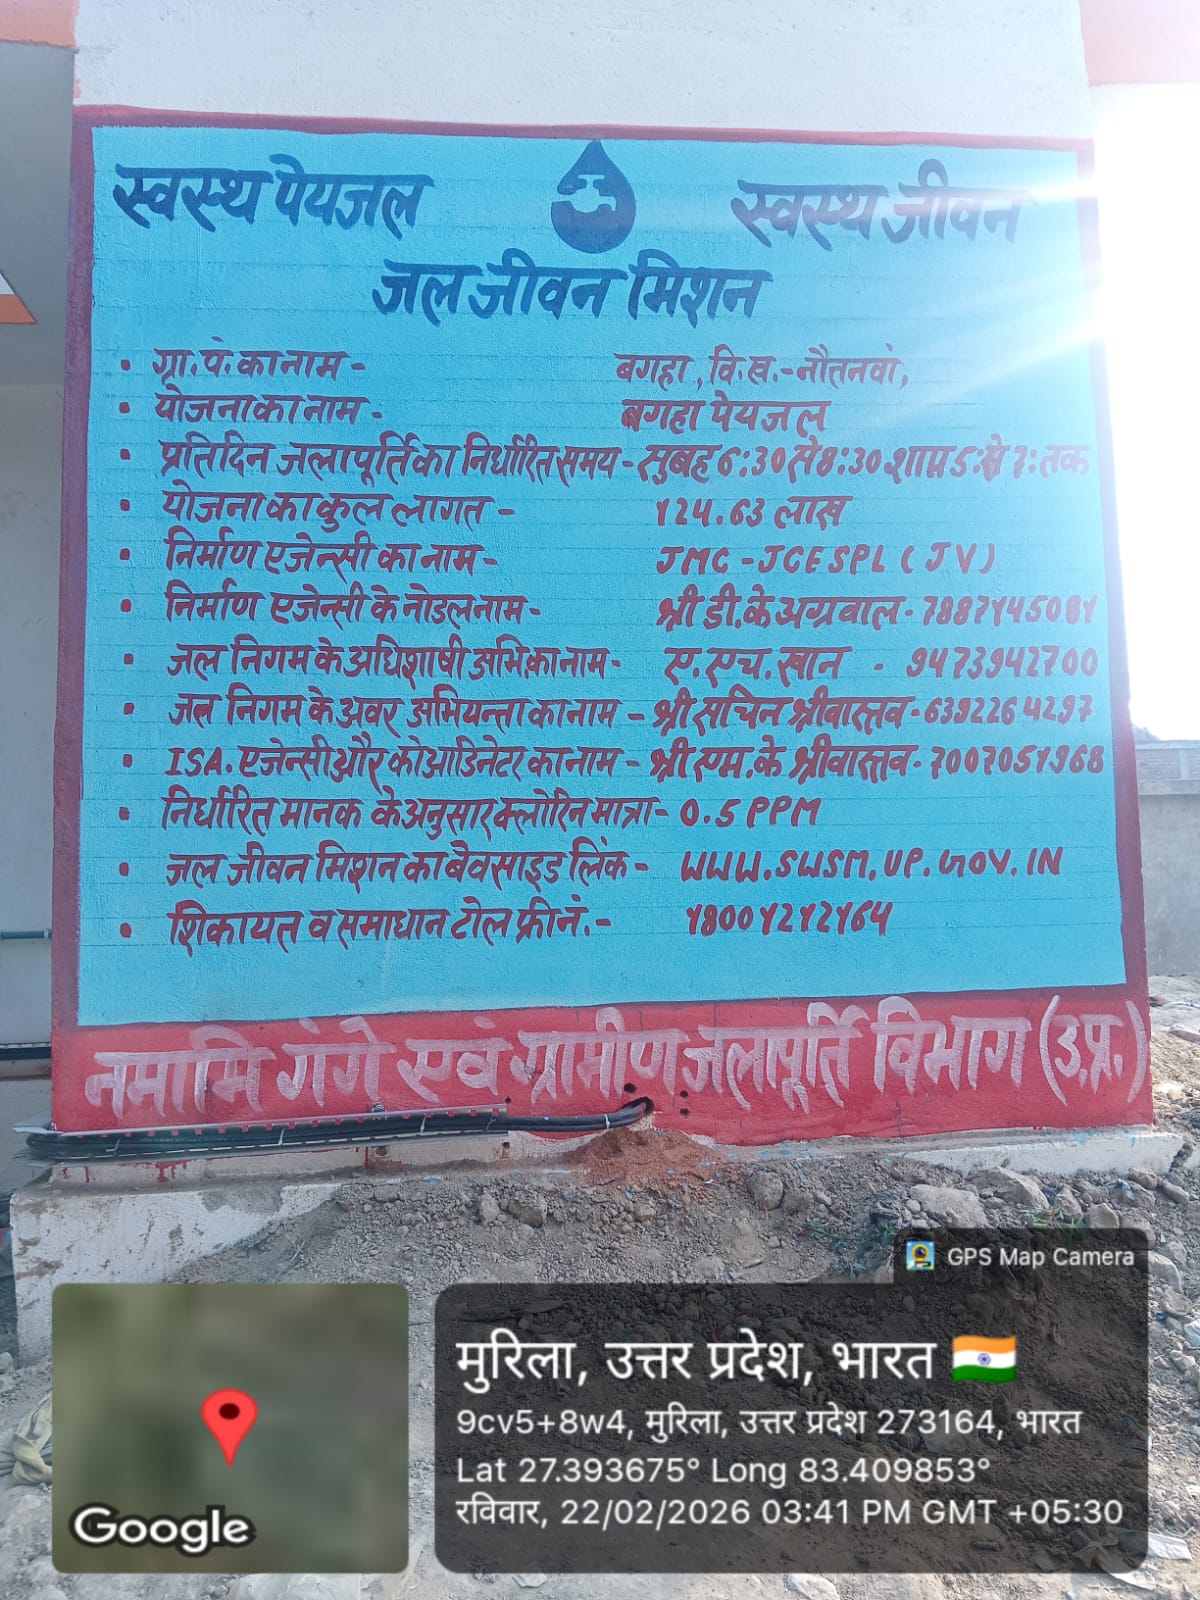 स्वस्थ पेयजल स्वस्थ जीवन
जल जीवन मिशन
• ग्रा.पं. का नाम - बगहा, वि.ख.- नौतनवां,
• योजना का नाम - बगहा पेयजल
• प्रतिदिन जलापूर्ति का निर्धारित समय - सुबह 6:30 से 8:30 शाम 5: से 7: तक
• योजना का कुल लागत - 124.63 लाख
• निर्माण एजेन्सी का नाम - JMC - JCESPL (JV)
• निर्माण एजेन्सी के नोडल नाम - श्री डी.के अग्रवाल - 7887145081
• जल निगम के अधिशाषी अभि.का नाम - ए.एच.खान - 9473942700
• जल निगम के अवर अभियन्ता का नाम - श्री सचिन श्रीवास्तव - 6392264297
• ISA. एजेन्सी और कोआडिनेटर का नाम - श्री एम.के श्रीवास्तव - 7007051968
• निर्धारित मानक के अनुसार क्लोरिन मात्रा - 0.5 PPM
• जल जीवन मिशन का बेवसाइड लिंक - WWW.SWSM.UP.GOV.IN
• शिकायत व समाधान टोल फ्री नं. - 18001212164
नमामि गंगे एवं ग्रामीण जलापूर्ति विभाग (उ.प्र.)
GPS Map Camera
मुरिला, उत्तर प्रदेश, भारत
9cv5+8w4, मुरिला, उत्तर प्रदेश 273164, भारत
Lat 27.393675° Long 83.409853°
रविवार, 22/02/2026 03:41 PM GMT +05:30
Google